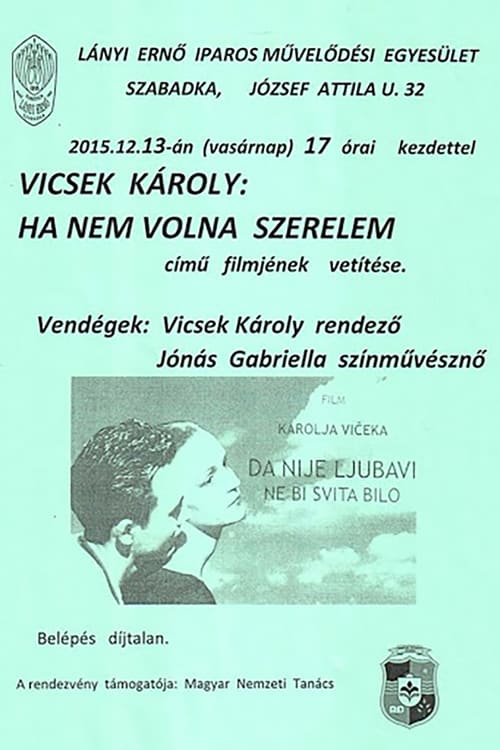 LÁNYI ERNŐ IPAROS MŰVELŐDÉSI EGYESÜLET
SZABADKA, JÓZSEF ATTILA U. 32
LÁNYI ERNŐ
2015.12.13-án (vasárnap) 17 órai kezdettel
VICSEK KÁROLY:
HA NEM VOLNA SZERELEM
című filmjének vetítése.
Vendégek: Vicsek Károly rendező
Jónás Gabriella színművésznő
FILM
KAROLJA VIČEKA
DA NIJE LJUBAVI
NE BI SVITA BILO
Belépés díjtalan.
A rendezvény támogatója: Magyar Nemzeti Tanács